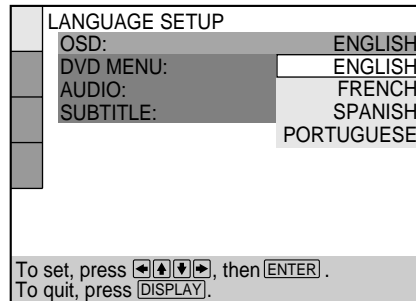 LANGUAGE SETUP
OSD: ENGLISH
DVD MENU: ENGLISH
AUDIO: FRENCH
SUBTITLE: SPANISH
PORTUGUESE
To set, press ←↑↓→, then ENTER.
To quit, press DISPLAY.